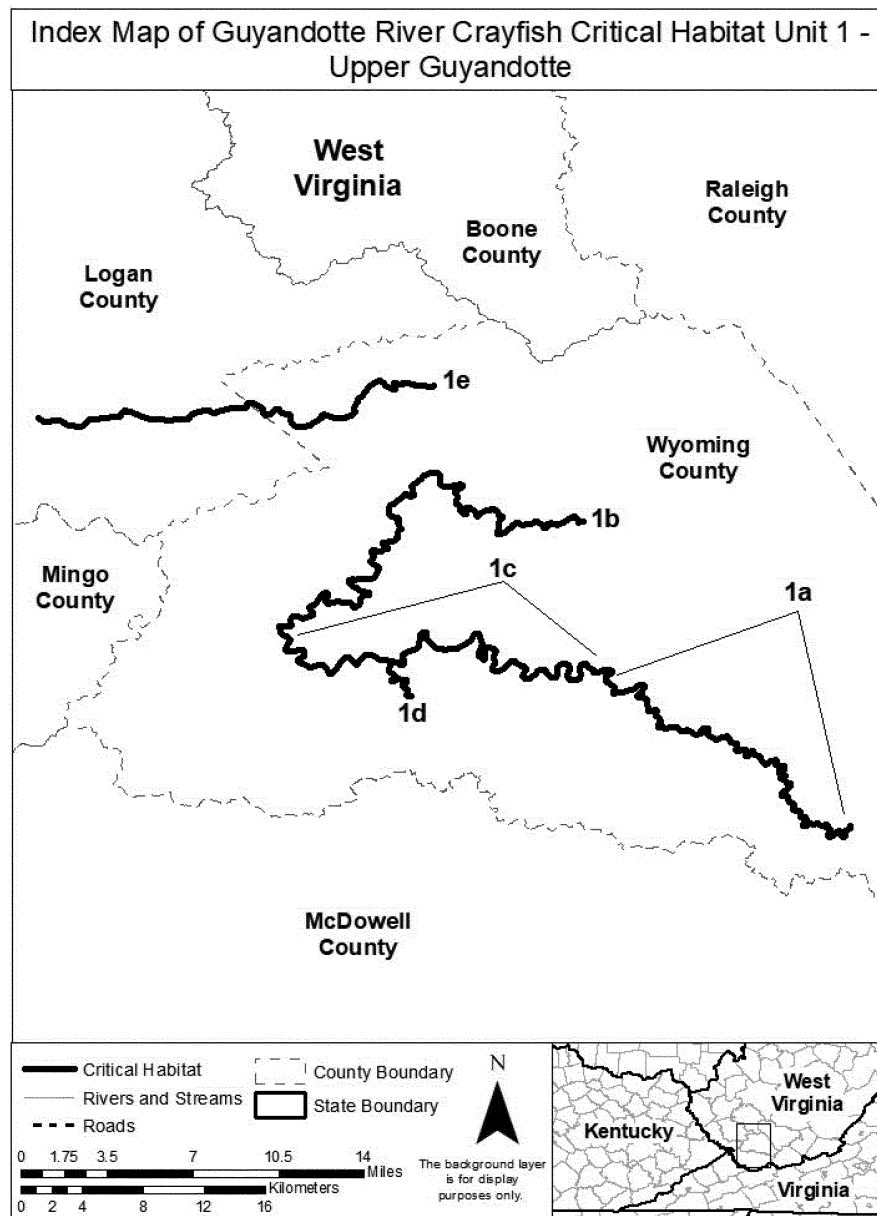 Index Map of Guyandotte River Crayfish Critical Habitat Unit 1 -
Upper Guyandotte
West
Virginia
Raleigh
County
Boone
County
Logan
County
1e
Wyoming
County
1b
Mingo
County
1c
1a
1d
McDowell
County
Critical Habitat
Rivers and Streams
Roads
County Boundary
State Boundary
0 1.75 3.5 7 10.5 14
Miles
Kilometers
0 2 4 8 12 16
N
The background layer
is for display
purposes only.
West
Virginia
Kentucky
Virginia